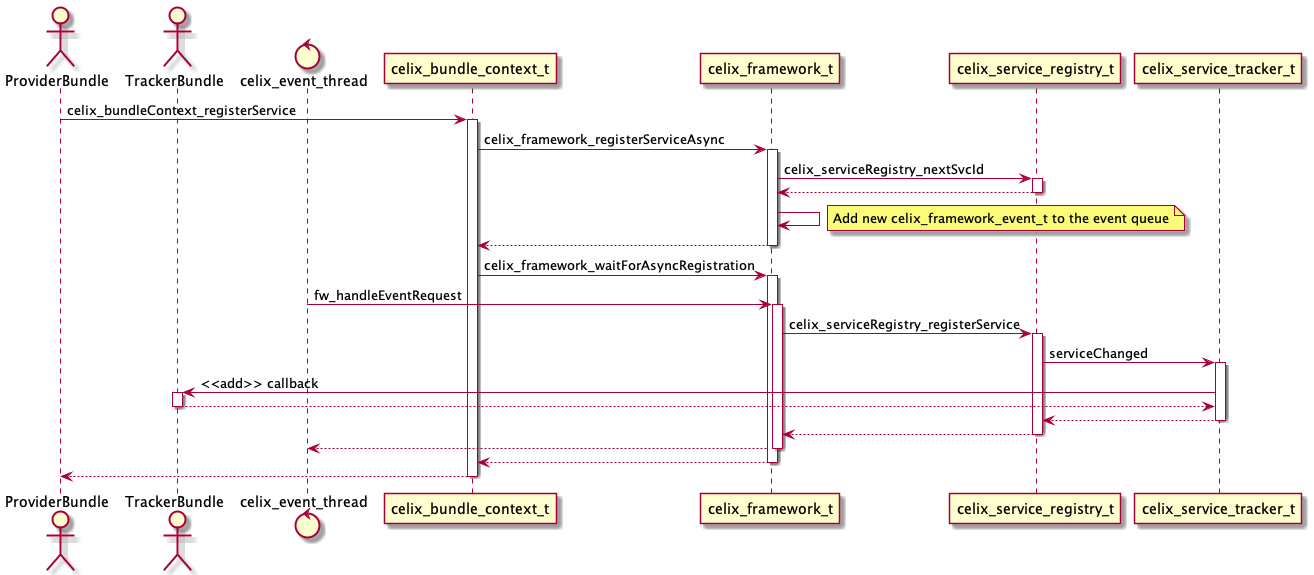 ProviderBundle
TrackerBundle
celix_event_thread
celix_bundle_context_t
celix_framework_t
celix_service_registry_t
celix_service_tracker_t
celix_bundleContext_registerService
celix_framework_registerServiceAsync
celix_serviceRegistry_nextSvcId
Add new celix_framework_event_t to the event queue
celix_framework_waitForAsyncRegistration
fw_handleEventRequest
celix_serviceRegistry_registerService
serviceChanged
<<add>> callback
ProviderBundle
TrackerBundle
celix_event_thread
celix_bundle_context_t
celix_framework_t
celix_service_registry_t
celix_service_tracker_t